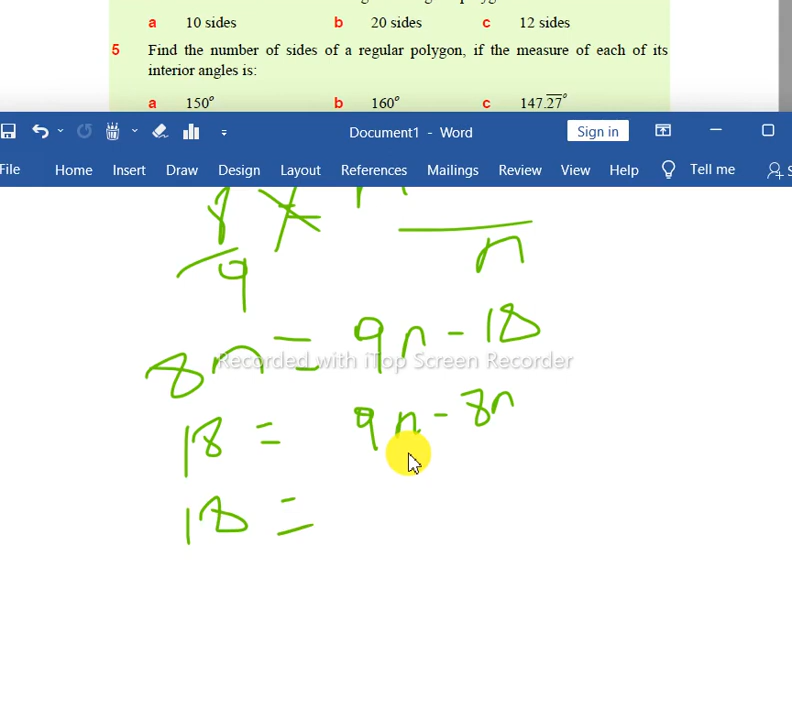 a 10 sides b 20 sides c 12 sides
5 Find the number of sides of a regular polygon, if the measure of each of its
interior angles is:
a 150° b 160° c 147.27°
Document1 - Word Sign in
File Home Insert Draw Design Layout References Mailings Review View Help Tell me
8
9
n
8n = 9n - 18
Recorded with iTop Screen Recorder
18 = 9n - 8n
18 =